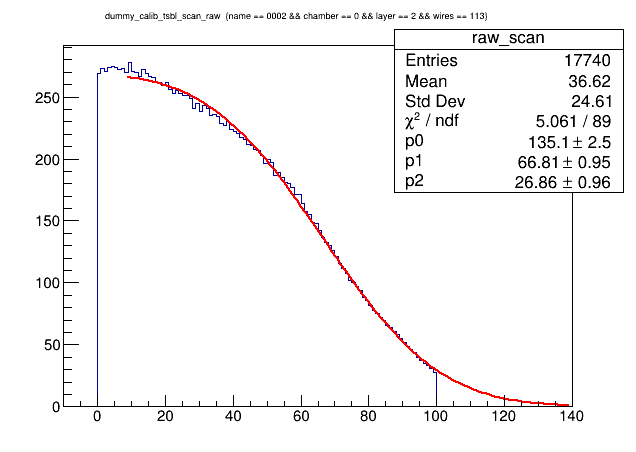 dummy_calib_tsbl_scan_raw (name == 0002 && chamber == 0 && layer == 2 && wires == 113)
raw_scan
Entries 17740
Mean 36.62
Std Dev 24.61
χ² / ndf 5.061 / 89
p0 135.1 ± 2.5
p1 66.81 ± 0.95
p2 26.86 ± 0.96
250
200
150
100
50
0
0 20 40 60 80 100 120 140